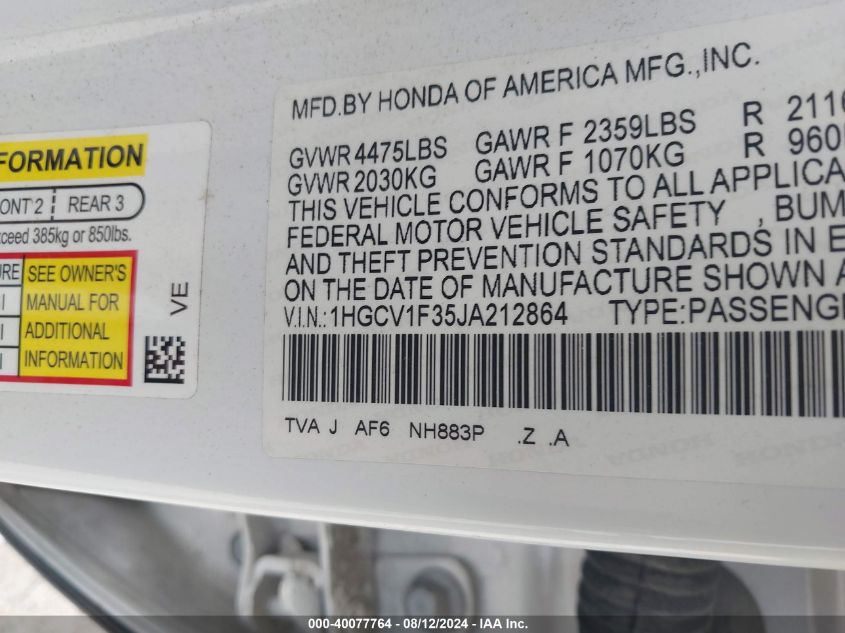 FORMATION
ONT 2 REAR 3
xceed 385kg or 850lbs.
URE SEE OWNER'S
MANUAL FOR
ADDITIONAL
INFORMATION
VE
MFD.BY HONDA OF AMERICA MFG.,INC.
GVWR 4475LBS GAWR F 2359LBS R 2116
GVWR 2030KG GAWR F 1070KG R 960
THIS VEHICLE CONFORMS TO ALL APPLICA
FEDERAL MOTOR VEHICLE SAFETY , BUM
AND THEFT PREVENTION STANDARDS IN E
ON THE DATE OF MANUFACTURE SHOWN A
V.I.N.:1HGCV1F35JA212864 TYPE:PASSENGE
TVA J AF6 NH883P .Z .A
000-40077764 - 08/12/2024 - IAA Inc.